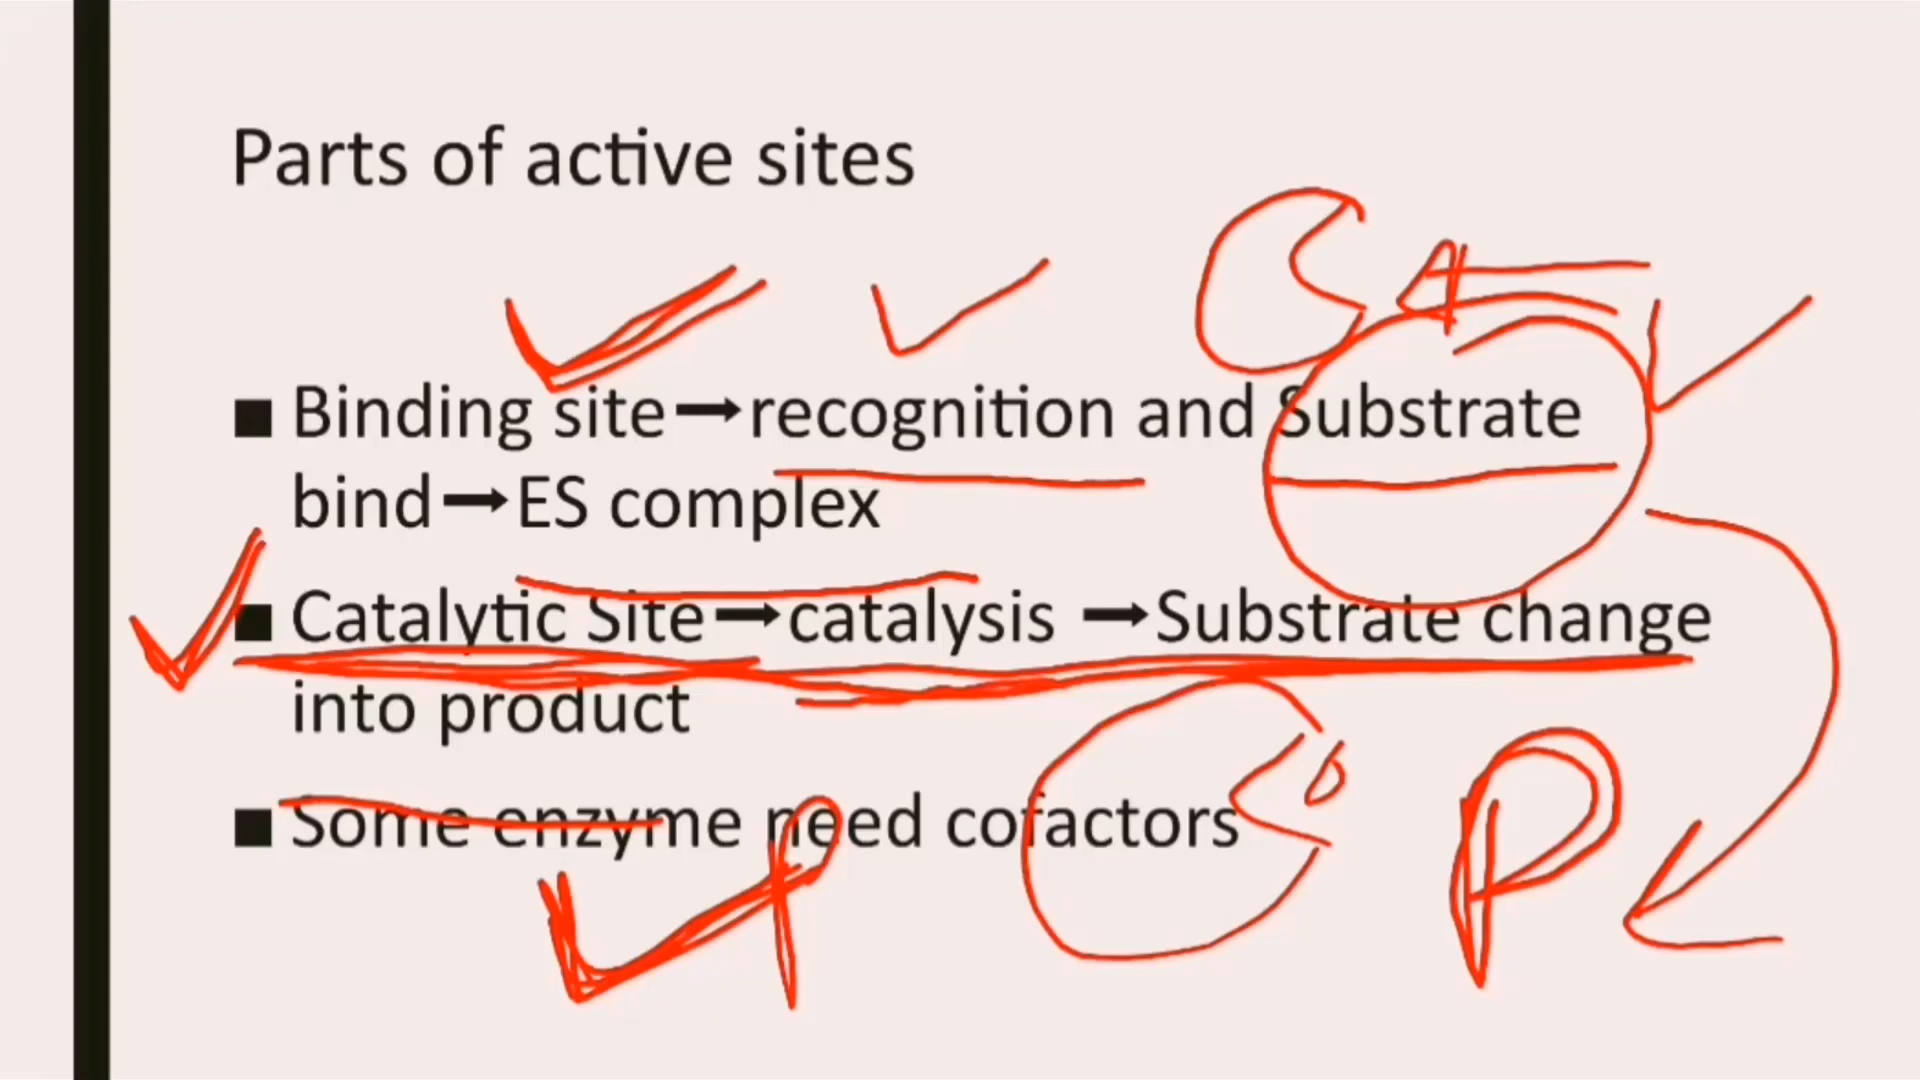 Parts of active sites
■ Binding site→recognition and Substrate
bind→ES complex
■ Catalytic Site→catalysis →Substrate change
into product
■ Some enzyme need cofactors
P
P